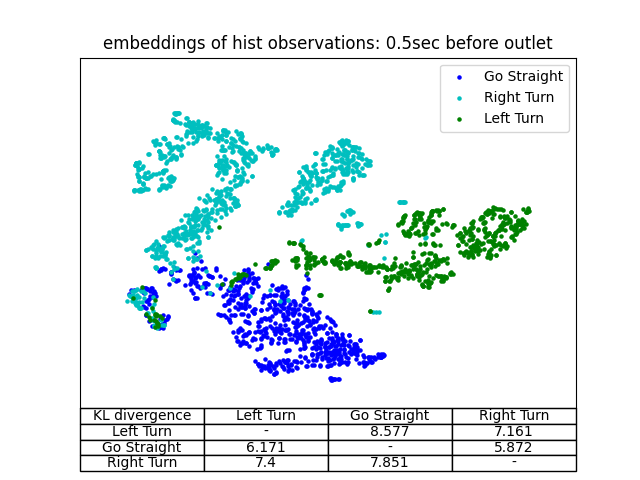 embeddings of hist observations: 0.5sec before outlet
Go Straight
Right Turn
Left Turn
KL divergence Left Turn Go Straight Right Turn
Left Turn - 8.577 7.161
Go Straight 6.171 - 5.872
Right Turn 7.4 7.851 -